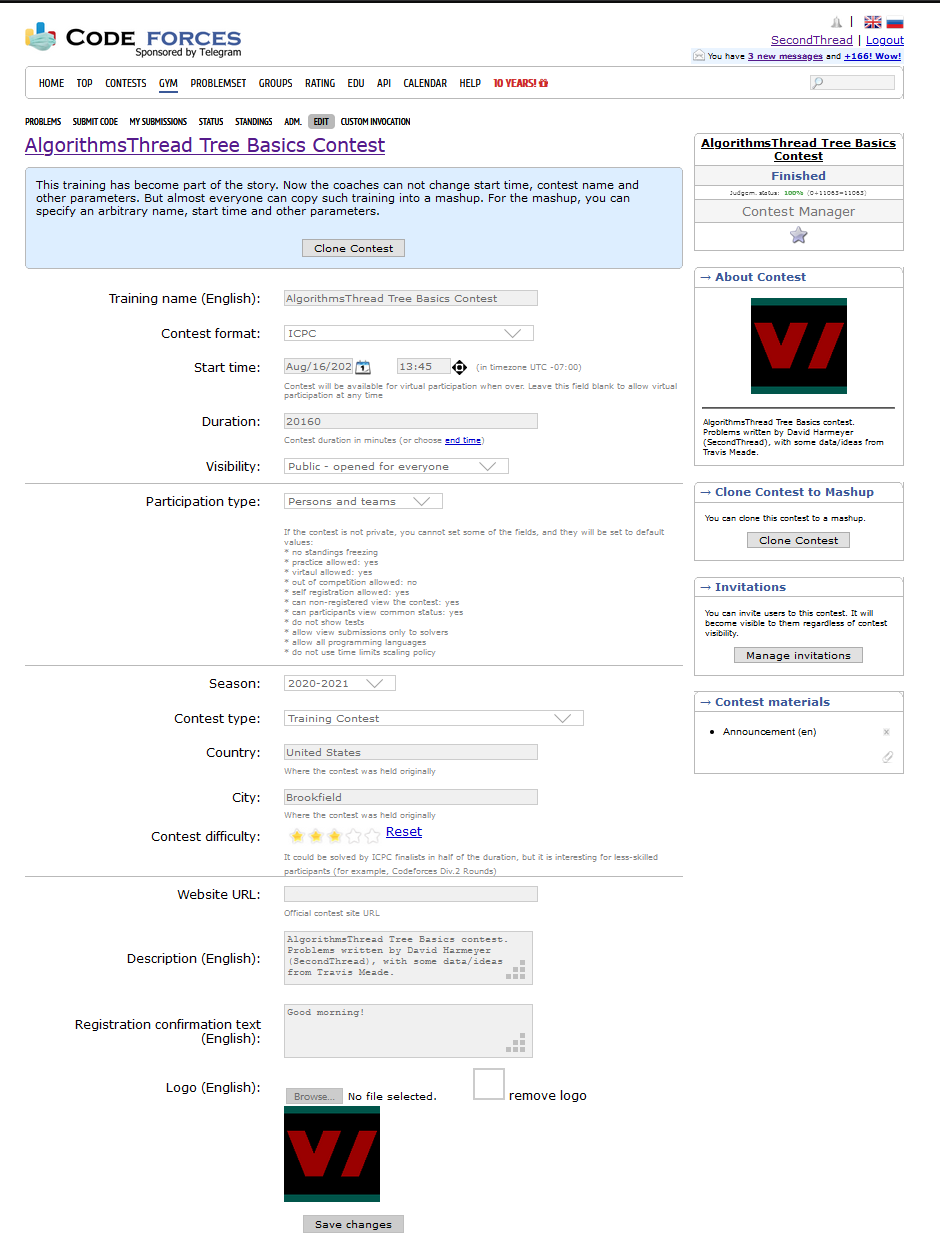 CODE FORCES
Sponsored by Telegram
|
SecondThread | Logout
You have 3 new messages and +166! Wow!
HOME TOP CONTESTS GYM PROBLEMSET GROUPS RATING EDU API CALENDAR HELP 10 YEARS!
PROBLEMS SUBMIT CODE MY SUBMISSIONS STATUS STANDINGS ADM. EDIT CUSTOM INVOCATION
AlgorithmsThread Tree Basics Contest
This training has become part of the story. Now the coaches can not change start time, contest name and
other parameters. But almost everyone can copy such training into a mashup. For the mashup, you can
specify an arbitrary name, start time and other parameters.
Clone Contest
Training name (English): AlgorithmsThread Tree Basics Contest
Contest format: ICPC
Start time: Aug/16/202 13:45 (in timezone UTC -07:00)
Contest will be available for virtual participation when over. Leave this field blank to allow virtual
participation at any time
Duration: 20160
Contest duration in minutes (or choose end time)
Visibility: Public - opened for everyone
Participation type: Persons and teams
If the contest is not private, you cannot set some of the fields, and they will be set to default
values:
* no standings freezing
* practice allowed: yes
* virtaul allowed: yes
* out of competition allowed: no
* self registration allowed: yes
* can non-registered view the contest: yes
* can participants view common status: yes
* do not show tests
* allow view submissions only to solvers
* allow all programming languages
* do not use time limits scaling policy
Season: 2020-2021
Contest type: Training Contest
Country: United States
Where the contest was held originally
City: Brookfield
Where the contest was held originally
Contest difficulty: Reset
It could be solved by ICPC finalists in half of the duration, but it is interesting for less-skilled
participants (for example, Codeforces Div.2 Rounds)
Website URL:
Official contest site URL
Description (English):
AlgorithmsThread Tree Basics contest.
Problems written by David Harmeyer
(SecondThread), with some data/ideas
from Travis Meade.
Registration confirmation text
(English):
Good morning!
Logo (English):
Browse... No file selected. remove logo
Save changes
AlgorithmsThread Tree Basics
Contest
Finished
Judgem. status: 100% (0+11063=11063)
Contest Manager
→ About Contest
AlgorithmsThread Tree Basics contest.
Problems written by David Harmeyer
(SecondThread), with some data/ideas from
Travis Meade.
→ Clone Contest to Mashup
You can clone this contest to a mashup.
Clone Contest
→ Invitations
You can invite users to this contest. It will
become visible to them regardless of contest
visibility.
Manage invitations
→ Contest materials
Announcement (en)